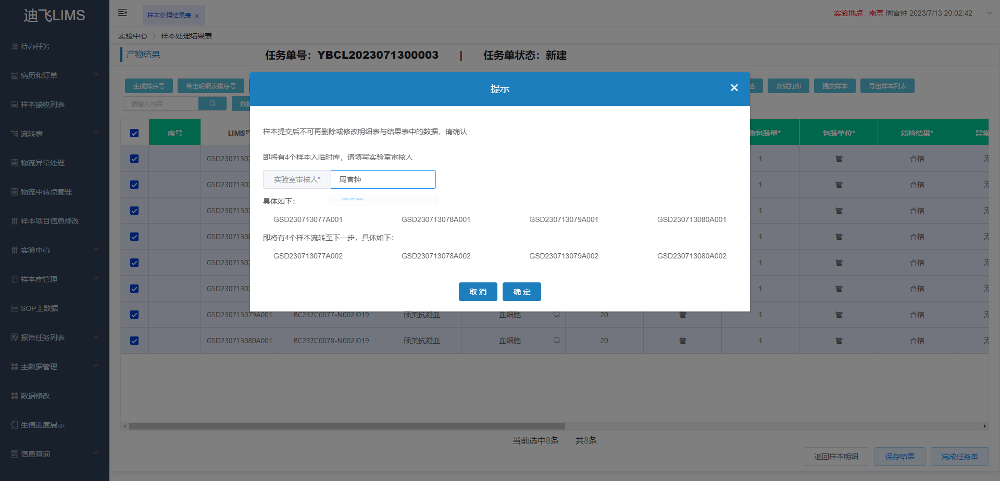 迪飞LIMS
样本处理结果表
实验地点 : 南京 周官钟 2023/7/13 20:02:42
实验中心 > 样本处理结果表
待办任务
病历和订单
样本接收列表
流转表
物流异常处理
物流中转点管理
样本项目信息修改
实验中心
样本库管理
SOP主数据
报告任务列表
主数据管理
数据修改
生信进度展示
信息查询
产物结果
任务单号：YBCL2023071300003 | 任务单状态：新建
生成排序号 带出明细表排序号 签 离线打印 提交样本 导出样本列表
请输入内容 数据
提示
样本提交后不可再删除或修改明细表与结果表中的数据，请确认
即将有4个样本入临时库，请填写实验室审核人
实验室审核人* 周官钟
具体如下：
GSD230713077A001 GSD230713078A001 GSD230713079A001 GSD230713080A001
即将有4个样本流转至下一步，具体如下：
GSD230713077A002 GSD230713078A002 GSD230713079A002 GSD230713080A002
取 消 确 定
序号 LIMS号 物包装量* 包装单位* 质检结果* 异常
GSD23071307 1 管 合格 无
GSD23071307 1 管 合格 无
GSD23071307 1 管 合格 无
GSD23071308 1 管 合格 无
GSD23071307 1 管 合格 无
GSD23071307 1 管 合格 无
GSD230713079A001 BC237C0077-N002J019 硕美抗凝血 血细胞 20 管 1 管 合格 无
GSD230713080A001 BC237C0078-N002J019 硕美抗凝血 血细胞 20 管 1 管 合格 无
当前选中8条 共8条
返回样本明细 保存结果 完成任务单